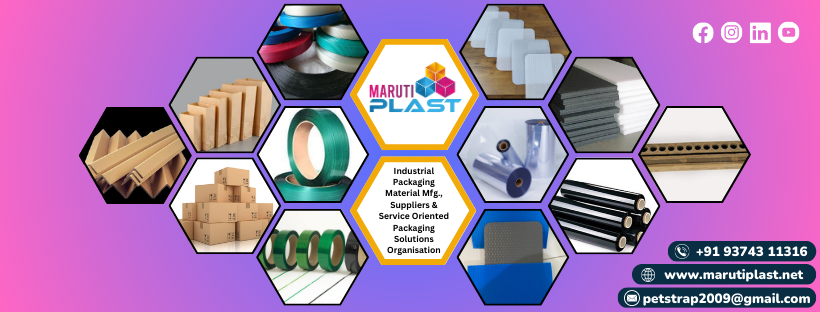 MARUTI
PLAST
Industrial
Packaging
Material Mfg.,
Suppliers &
Service Oriented
Packaging
Solutions
Organisation
+91 93743 11316
www.marutiplast.net
petstrap2009@gmail.com